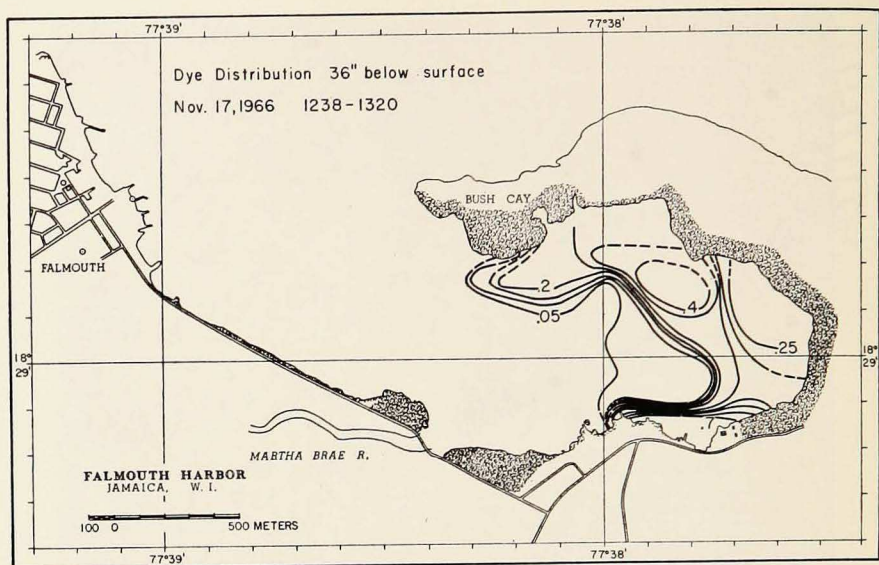 77°39'
77°38'
Dye Distribution 36" below surface
Nov. 17, 1966 1238-1320
BUSH CAY
FALMOUTH
.2
.4
.05
.25
18°
29'
18°
29'
MARTHA BRAE R.
FALMOUTH HARBOR
JAMAICA, W. I.
100 0 500 METERS
77°39'
77°38'